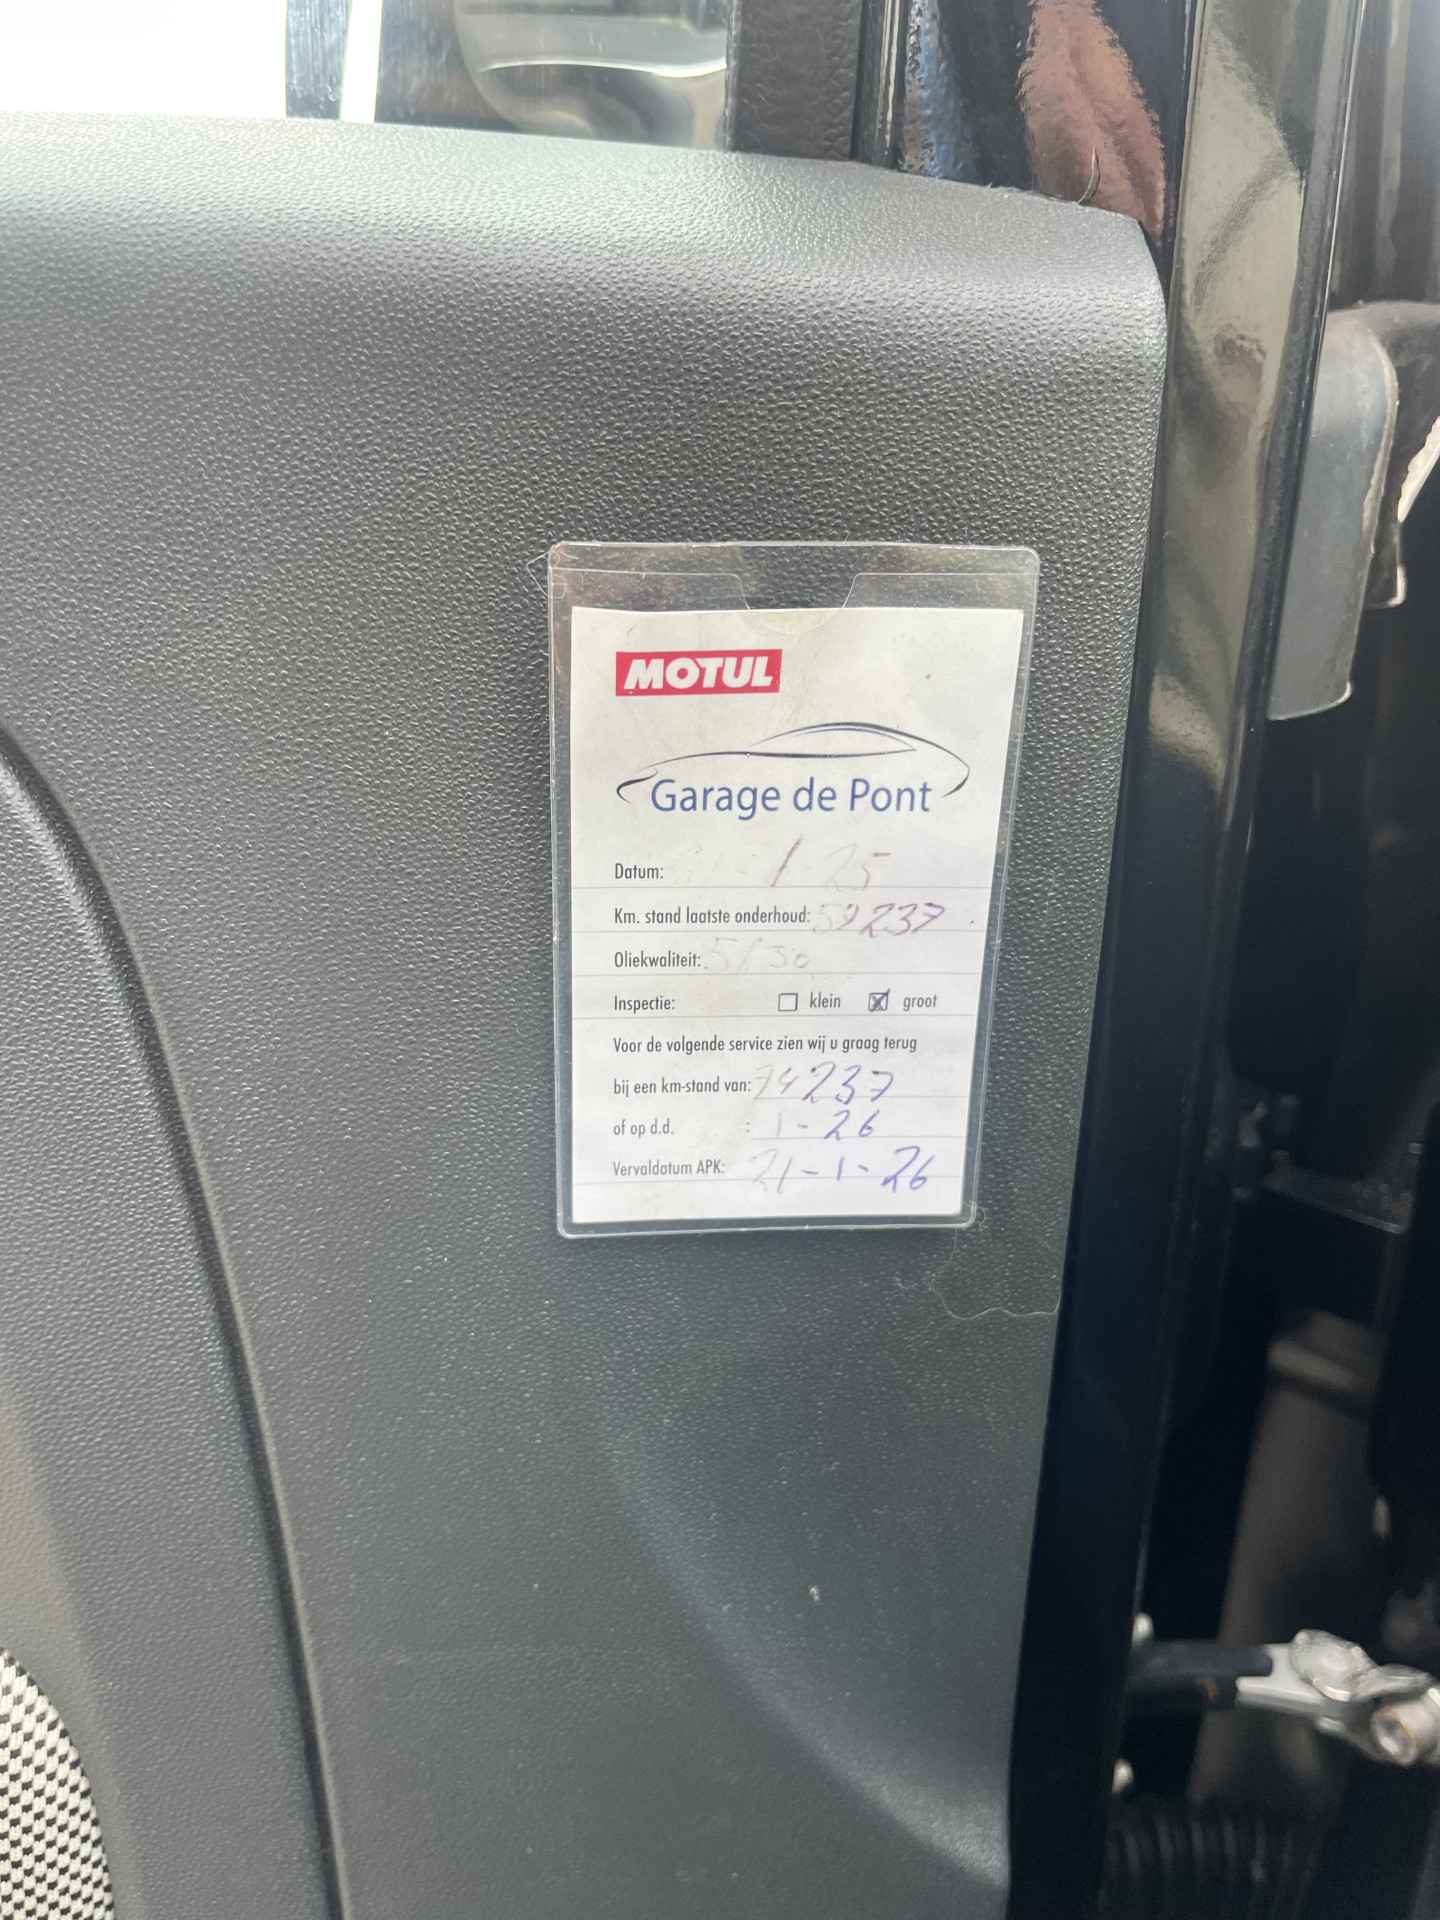 MOTUL
Garage de Pont
Datum: 1 25
Km. stand laatste onderhoud: 59237
Oliekwaliteit: 5/30
Inspectie: klein groot
Voor de volgende service zien wij u graag terug
bij een km-stand van: 74237
of op d.d. : 1-26
Vervaldatum APK: 21-1-26